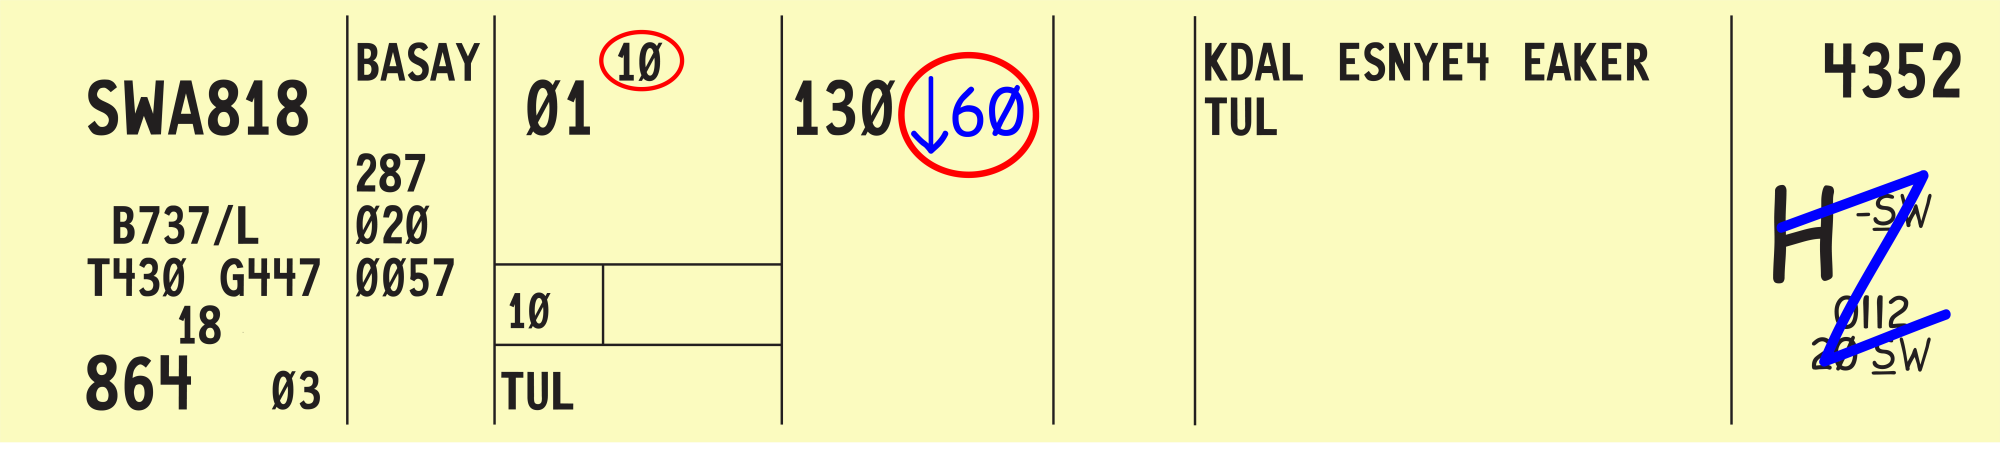 SWA818
B737/L
T430 G447
18
864 03
BASAY
287
020
0057
01 10
10
TUL
130 ↓60
KDAL ESNYE4 EAKER
TUL
4352
H -SW
0112
20 SW